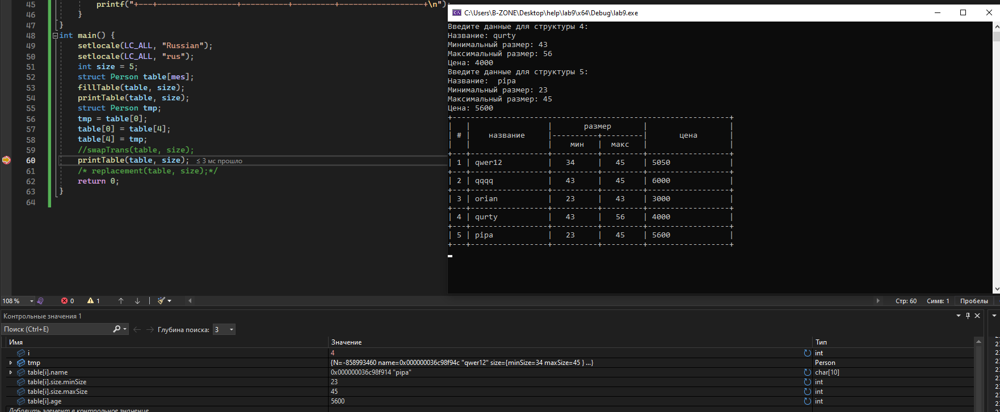 45 printf("+---+-----------------+----------+---------+------------------+\n");
46 }
47 }
48 int main() {
49 setlocale(LC_ALL, "Russian");
50 setlocale(LC_ALL, "rus");
51 int size = 5;
52 struct Person table[mes];
53 fillTable(table, size);
54 printTable(table, size);
55 struct Person tmp;
56 tmp = table[0];
57 table[0] = table[4];
58 table[4] = tmp;
59 //swapTrans(table, size);
60 printTable(table, size); ≤ 3 мс прошло
61 /* replacement(table, size);*/
62 return 0;
63 }
64
C:\Users\B-ZONE\Desktop\help\lab9\x64\Debug\lab9.exe
Введите данные для структуры 4:
Название: qurty
Минимальный размер: 43
Максимальный размер: 56
Цена: 4000
Введите данные для структуры 5:
Название:  pipa
Минимальный размер: 23
Максимальный размер: 45
Цена: 5600
+-------------------------------------------------------------+
|   |                 |       размер       |                  |
| # |    название     |----------+---------|       цена       |
|   |                 |    мин   |  макс   |                  |
+---+-----------------+----------+---------+------------------+
| 1 | qwer12          |   34     |   45    | 5050             |
+---+-----------------+----------+---------+------------------+
| 2 | qqqq            |   43     |   45    | 6000             |
+---+-----------------+----------+---------+------------------+
| 3 | orian           |   23     |   43    | 3000             |
+---+-----------------+----------+---------+------------------+
| 4 | qurty           |   43     |   56    | 4000             |
+---+-----------------+----------+---------+------------------+
| 5 | pipa            |   23     |   45    | 5600             |
+---+-----------------+----------+---------+------------------+
108 % 0 1 Стр: 60 Симв: 1 Пробелы
Контрольные значения 1
Поиск (Ctrl+E) Глубина поиска: 3
Имя Значение Тип
i 4 int
tmp {N=-858993460 name=0x000000036c98f94c "qwer12" size={minSize=34 maxSize=45 } ...} Person
table[i].name 0x000000036c98f914 "pipa" char[10]
table[i].size.minSize 23 int
table[i].size.maxSize 45 int
table[i].age 5600 int
Добавить элемент в контрольное значение